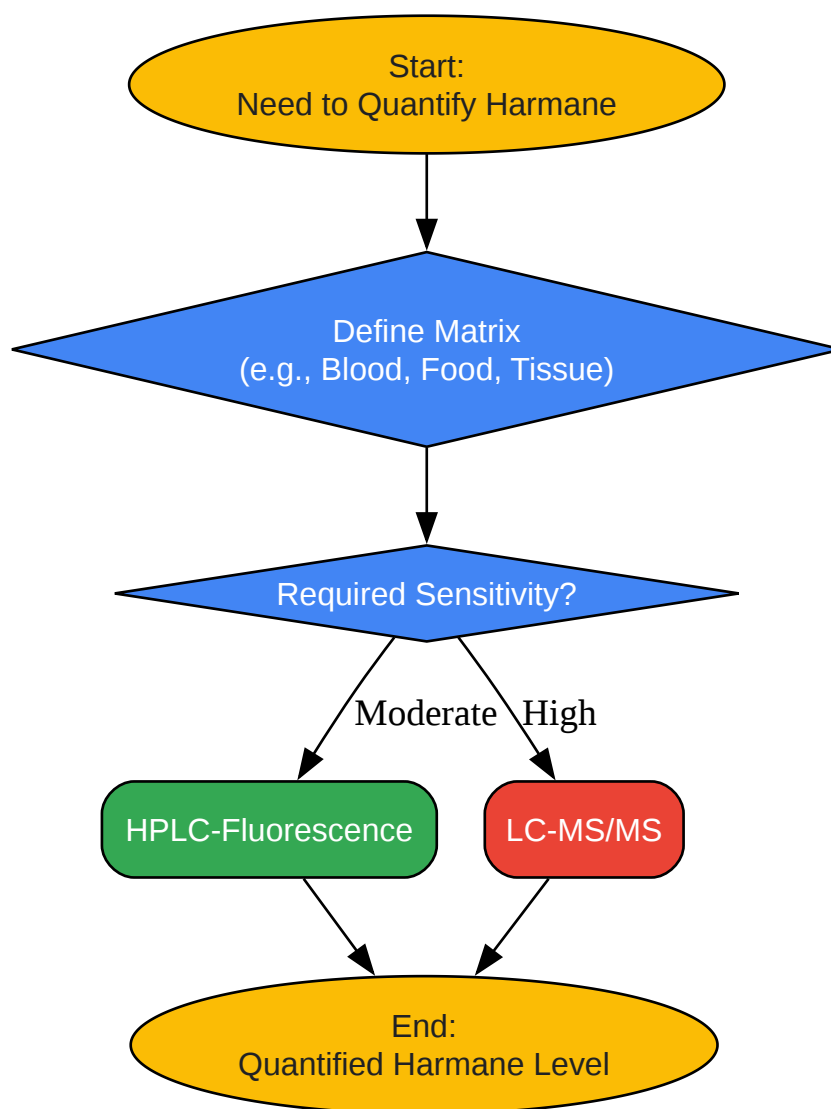 Start:
Need to Quantify Harmane
Define Matrix
(e.g., Blood, Food, Tissue)
Required Sensitivity?
Moderate
High
HPLC-Fluorescence
LC-MS/MS
End:
Quantified Harmane Level